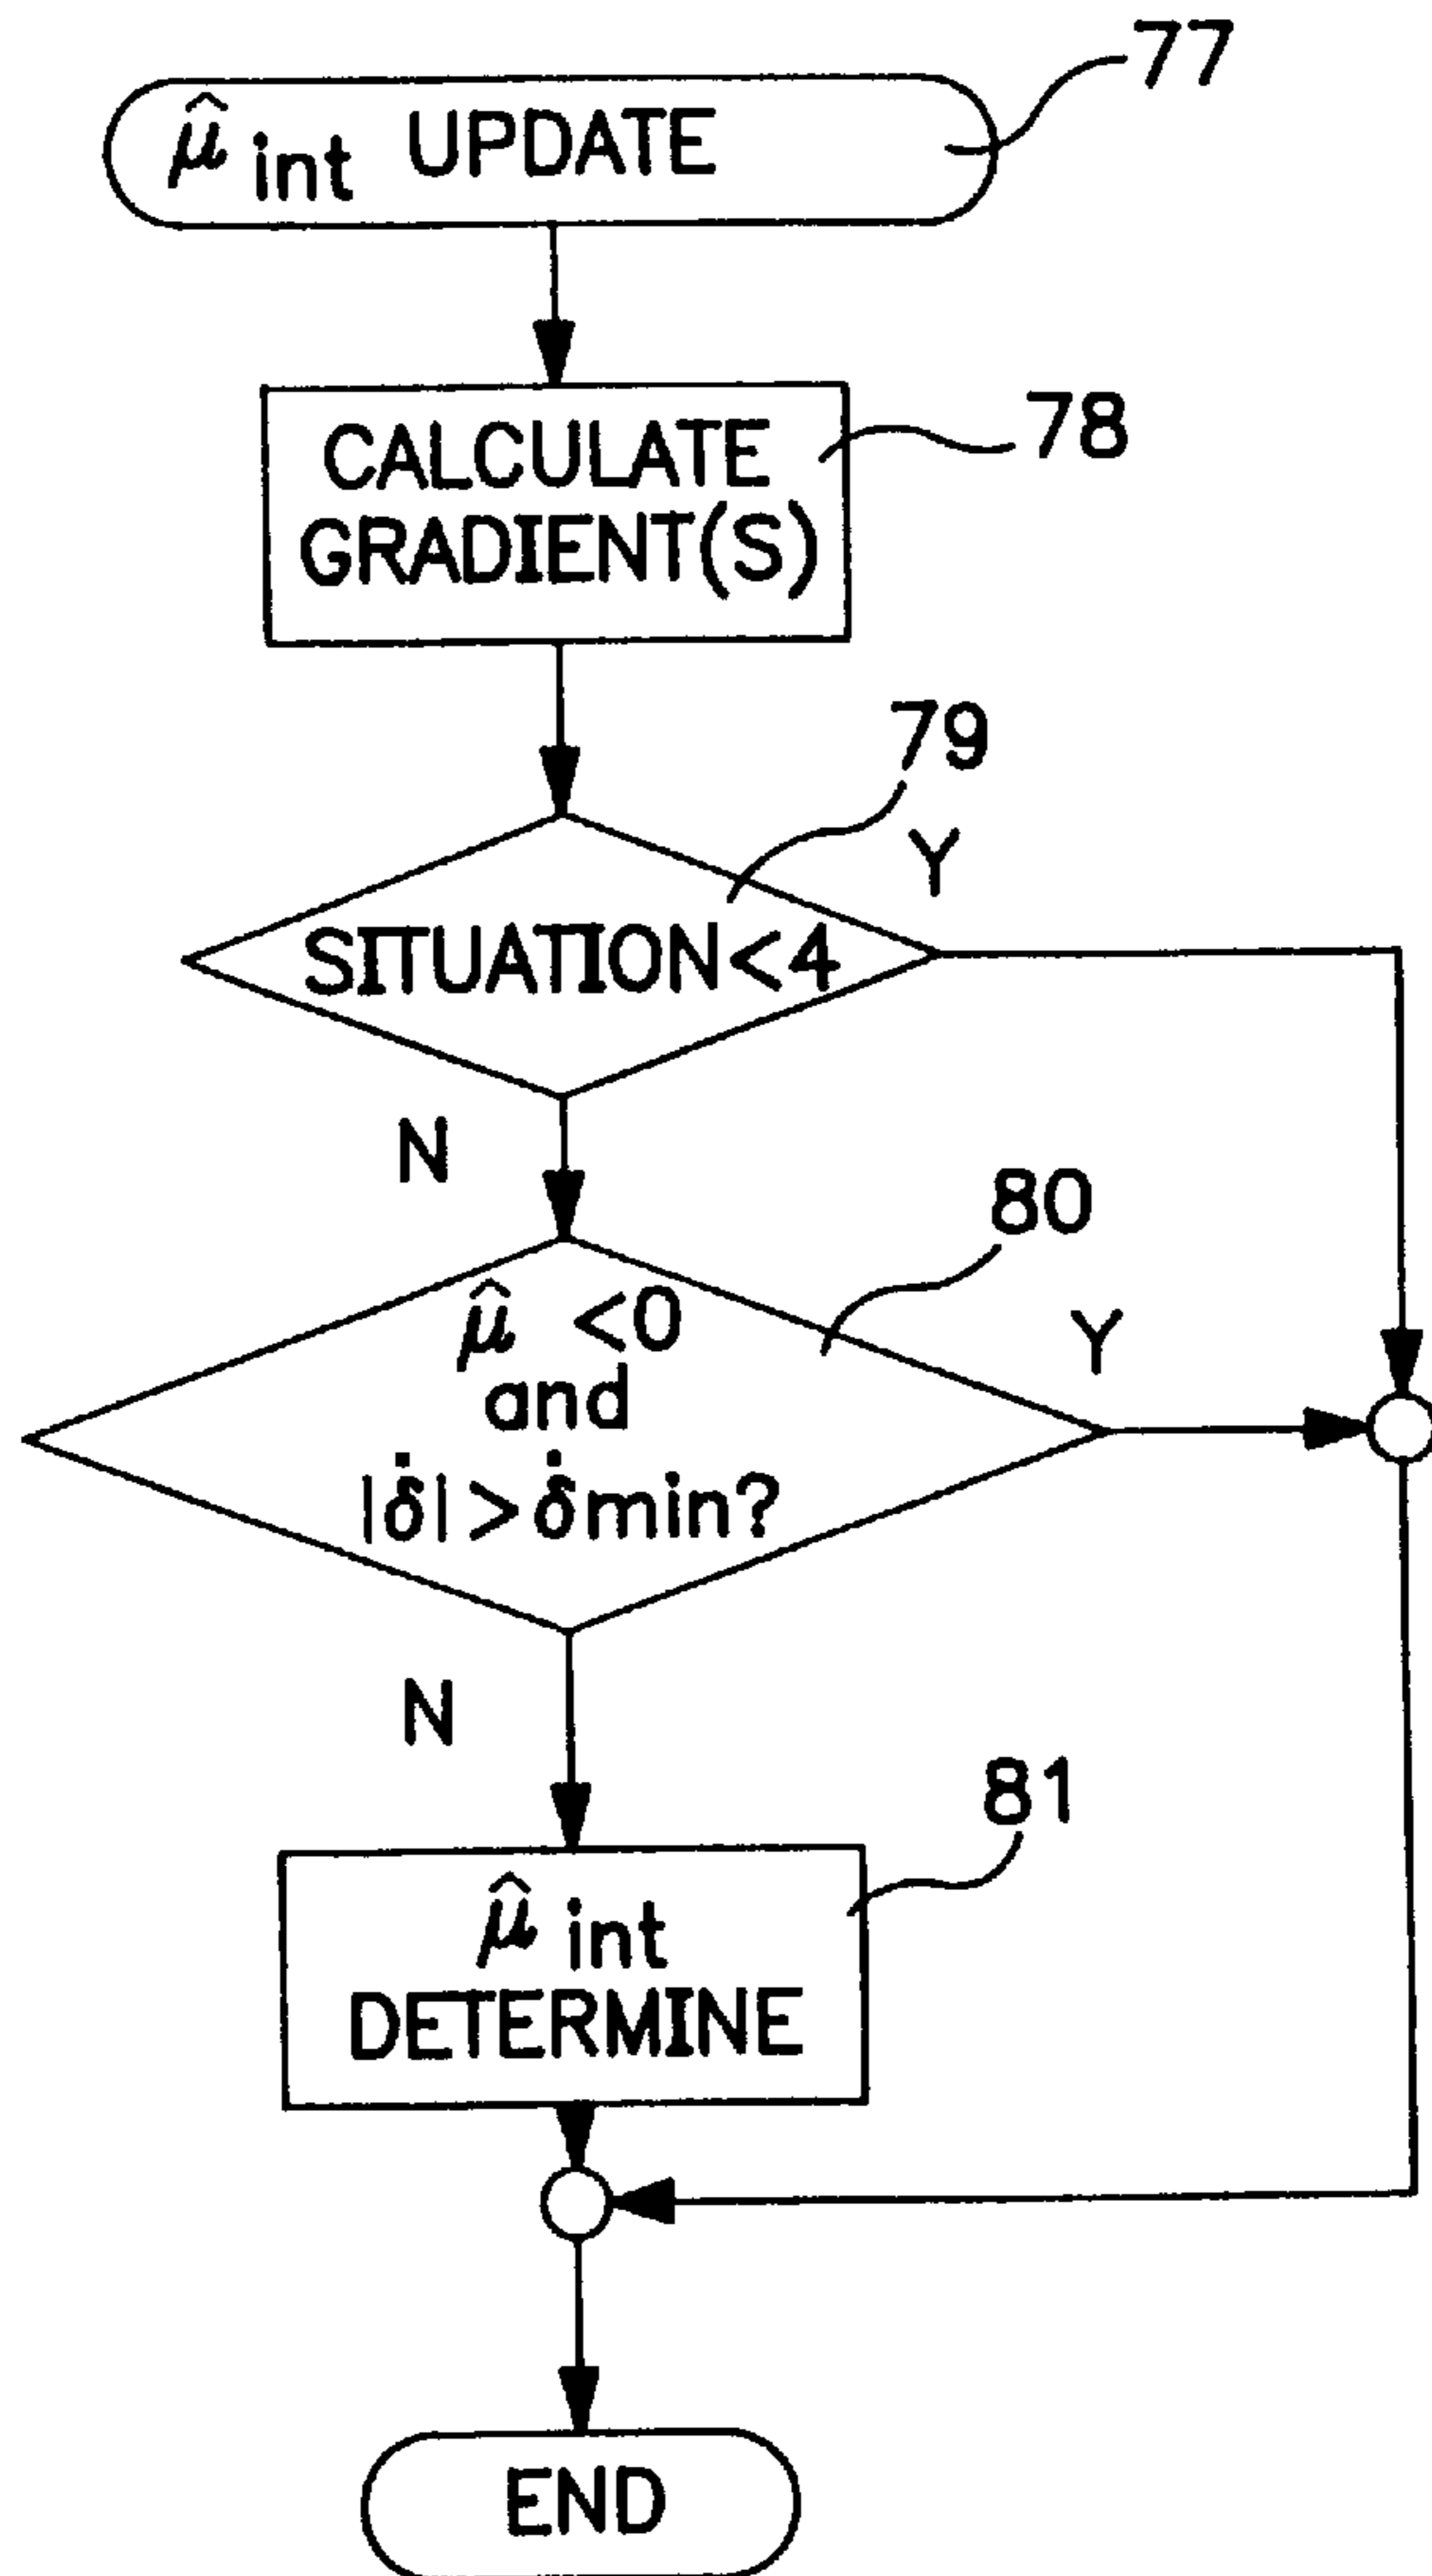 77
μ̂ int UPDATE
78
CALCULATE
GRADIENT(S)
79
Y
SITUATION<4
N
80
μ̂ <0
and
|δ̇|>δ̇min?
Y
N
81
μ̂ int
DETERMINE
END